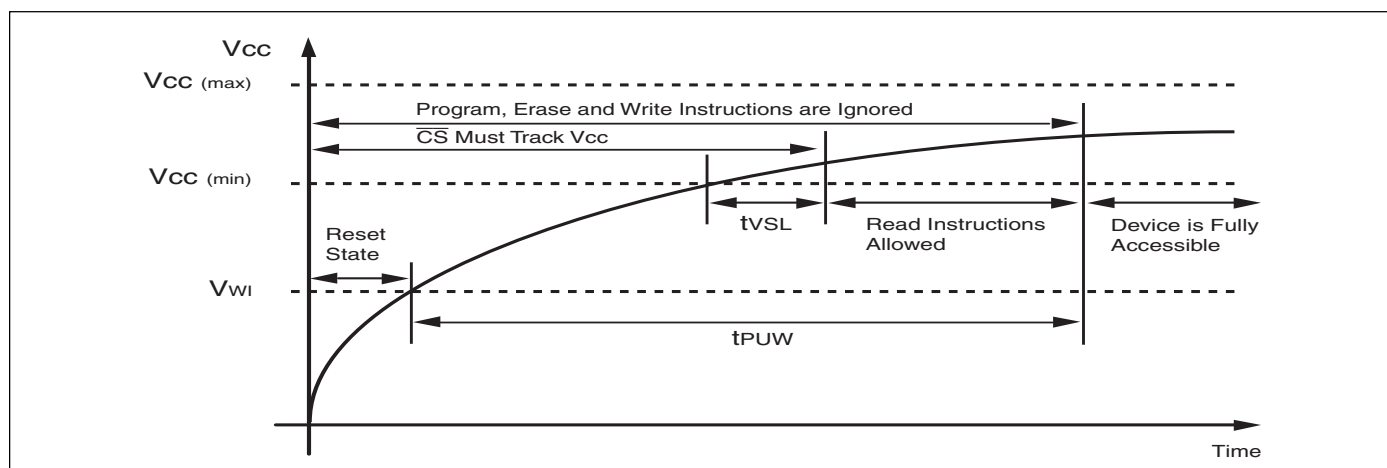 Vcc
Vcc (max)
Program, Erase and Write Instructions are Ignored
CS Must Track Vcc
Vcc (min)
tVSL
Read Instructions
Allowed
Device is Fully
Accessible
Reset
State
VWI
tPUW
Time